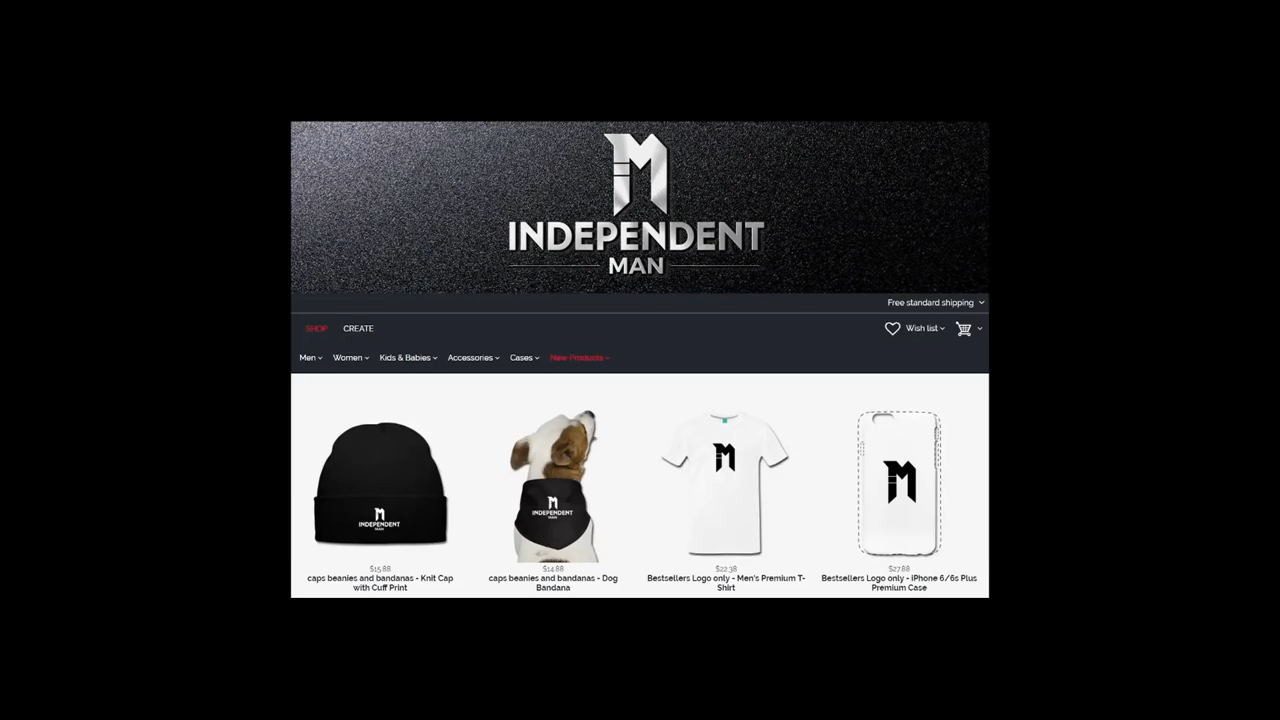 INDEPENDENT
MAN
Free standard shipping
SHOP CREATE
Wish list
Men Women Kids & Babies Accessories Cases New Products
INDEPENDENT
MAN
INDEPENDENT
MAN
$15.88
caps beanies and bandanas - Knit Cap
with Cuff Print
$14.88
caps beanies and bandanas - Dog
Bandana
$22.38
Bestsellers Logo only - Men's Premium T-
Shirt
$27.88
Bestsellers Logo only - iPhone 6/6s Plus
Premium Case